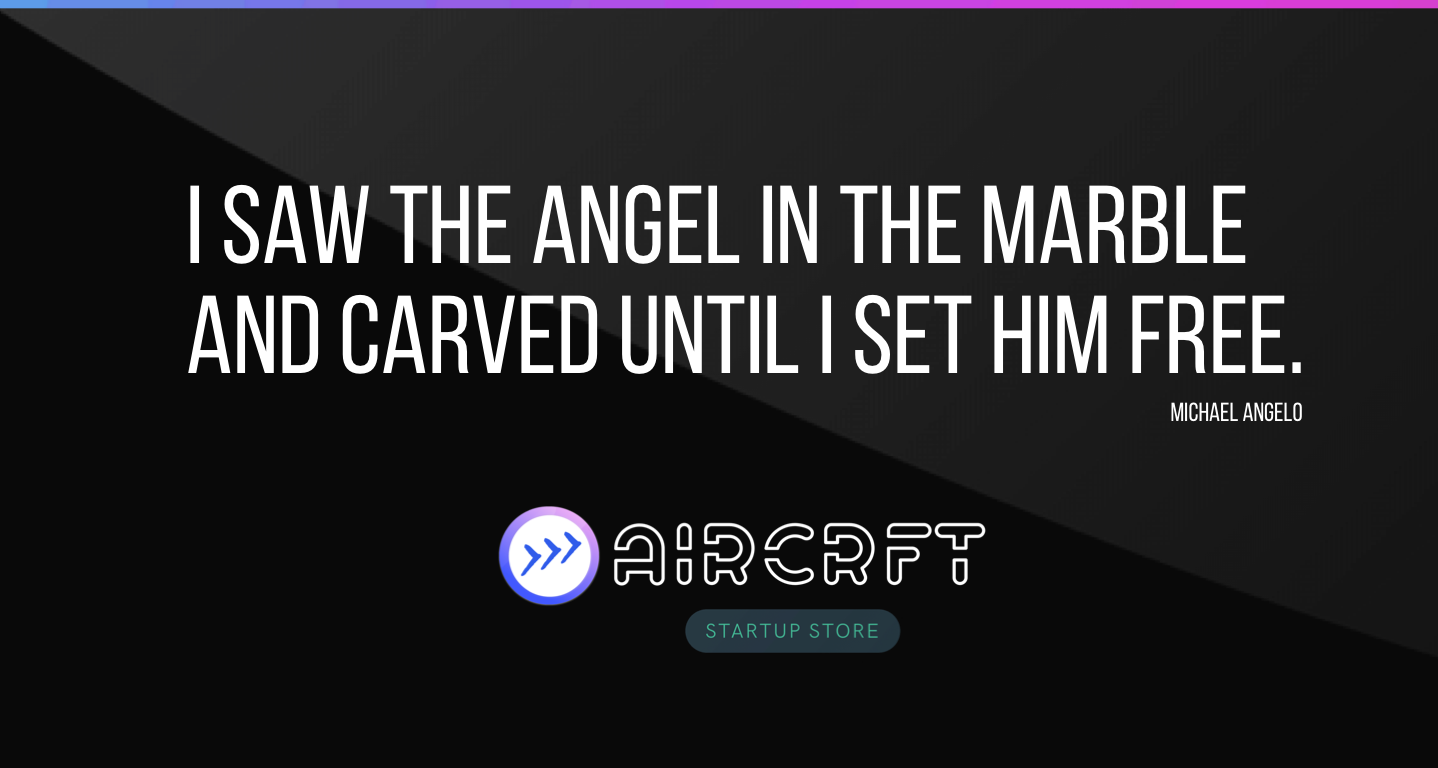 I SAW THE ANGEL IN THE MARBLE
AND CARVED UNTIL I SET HIM FREE.
MICHAEL ANGELO
AIRCRFT
STARTUP STORE